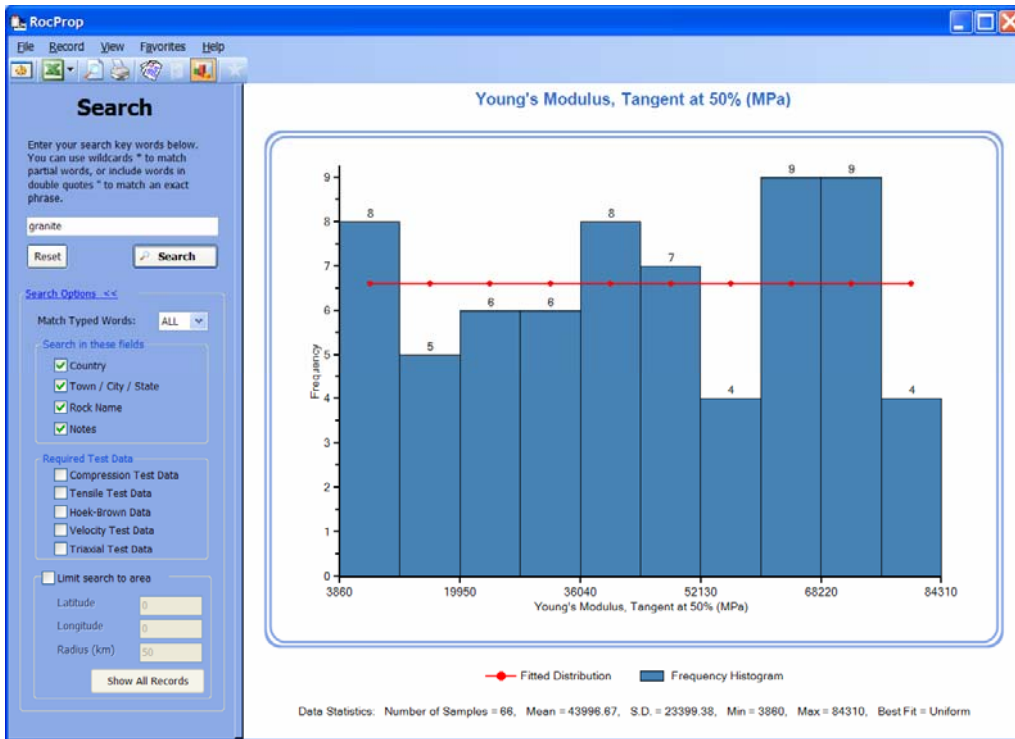 RocProp
File Record View Favorites Help
Search
Enter your search key words below.
You can use wildcards * to match
partial words, or include words in
double quotes " to match an exact
phrase.
granite
Reset Search
Search Options <<
Match Typed Words: ALL
Search in these fields
Country
Town / City / State
Rock Name
Notes
Required Test Data
Compression Test Data
Tensile Test Data
Hoek-Brown Data
Velocity Test Data
Triaxial Test Data
Limit search to area
Latitude 0
Longitude 0
Radius (km) 50
Show All Records
Young's Modulus, Tangent at 50% (MPa)
Frequency
9
8
7
6
5
4
3
2
1
0
8
5
6
6
8
7
4
9
9
4
3860 19950 36040 52130 68220 84310
Young's Modulus, Tangent at 50% (MPa)
Fitted Distribution Frequency Histogram
Data Statistics: Number of Samples = 66, Mean = 43996.67, S.D. = 23399.38, Min = 3860, Max = 84310, Best Fit = Uniform